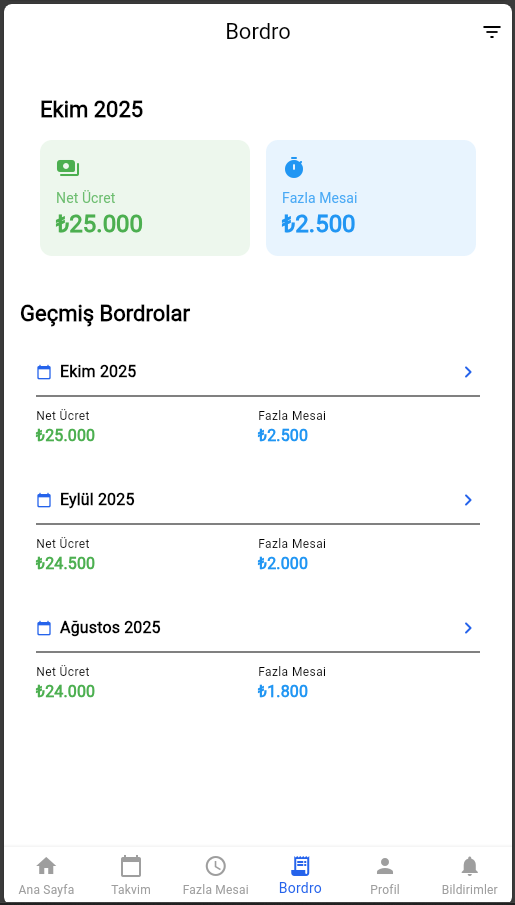 Bordro
Ekim 2025
Net Ücret
₺25.000
Fazla Mesai
₺2.500
Geçmiş Bordrolar
Ekim 2025
Net Ücret Fazla Mesai
₺25.000 ₺2.500
Eylül 2025
Net Ücret Fazla Mesai
₺24.500 ₺2.000
Ağustos 2025
Net Ücret Fazla Mesai
₺24.000 ₺1.800
Ana Sayfa Takvim Fazla Mesai Bordro Profil Bildirimler